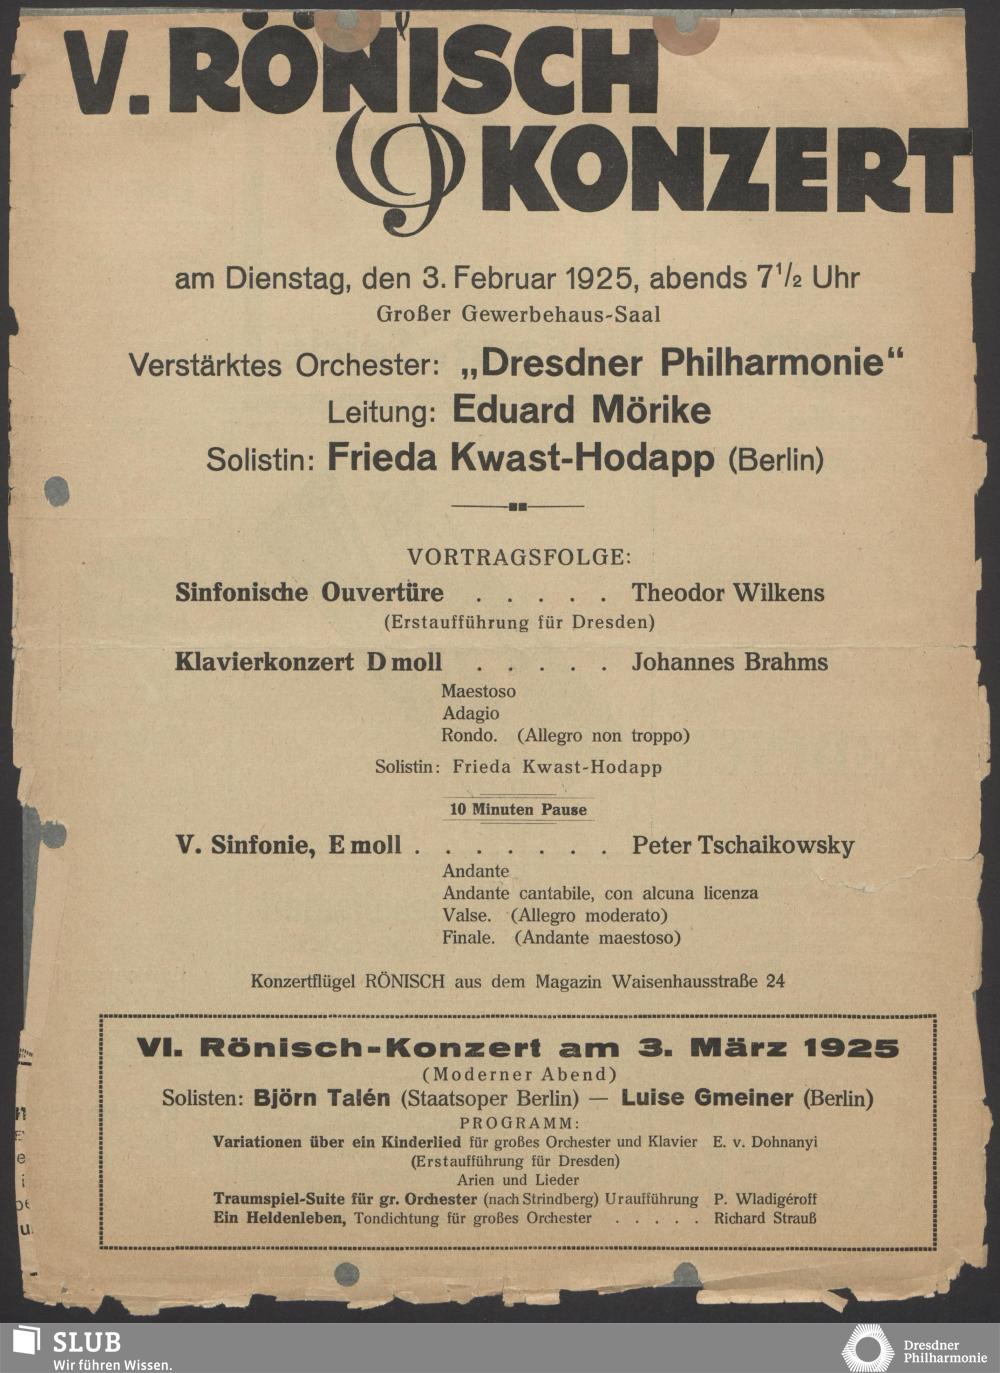 V. RÖNISCH
KONZERT
am Dienstag, den 3. Februar 1925, abends 7 1/2 Uhr
Großer Gewerbehaus-Saal
Verstärktes Orchester: „Dresdner Philharmonie“
Leitung: Eduard Mörike
Solistin: Frieda Kwast-Hodapp (Berlin)
VORTRAGSFOLGE:
Sinfonische Ouvertüre . . . . . Theodor Wilkens
(Erstaufführung für Dresden)
Klavierkonzert D moll . . . . . Johannes Brahms
Maestoso
Adagio
Rondo. (Allegro non troppo)
Solistin: Frieda Kwast-Hodapp
10 Minuten Pause
V. Sinfonie, E moll . . . . . . . Peter Tschaikowsky
Andante
Andante cantabile, con alcuna licenza
Valse. (Allegro moderato)
Finale. (Andante maestoso)
Konzertflügel RÖNISCH aus dem Magazin Waisenhausstraße 24
VI. Rönisch-Konzert am 3. März 1925
(Moderner Abend)
Solisten: Björn Talén (Staatsoper Berlin) — Luise Gmeiner (Berlin)
PROGRAMM:
Variationen über ein Kinderlied für großes Orchester und Klavier E. v. Dohnanyi
(Erstaufführung für Dresden)
Arien und Lieder
Traumspiel-Suite für gr. Orchester (nach Strindberg) Uraufführung P. Wladigéroff
Ein Heldenleben, Tondichtung für großes Orchester . . . . . Richard Strauß
SLUB
Wir führen Wissen.
Dresdner
Philharmonie